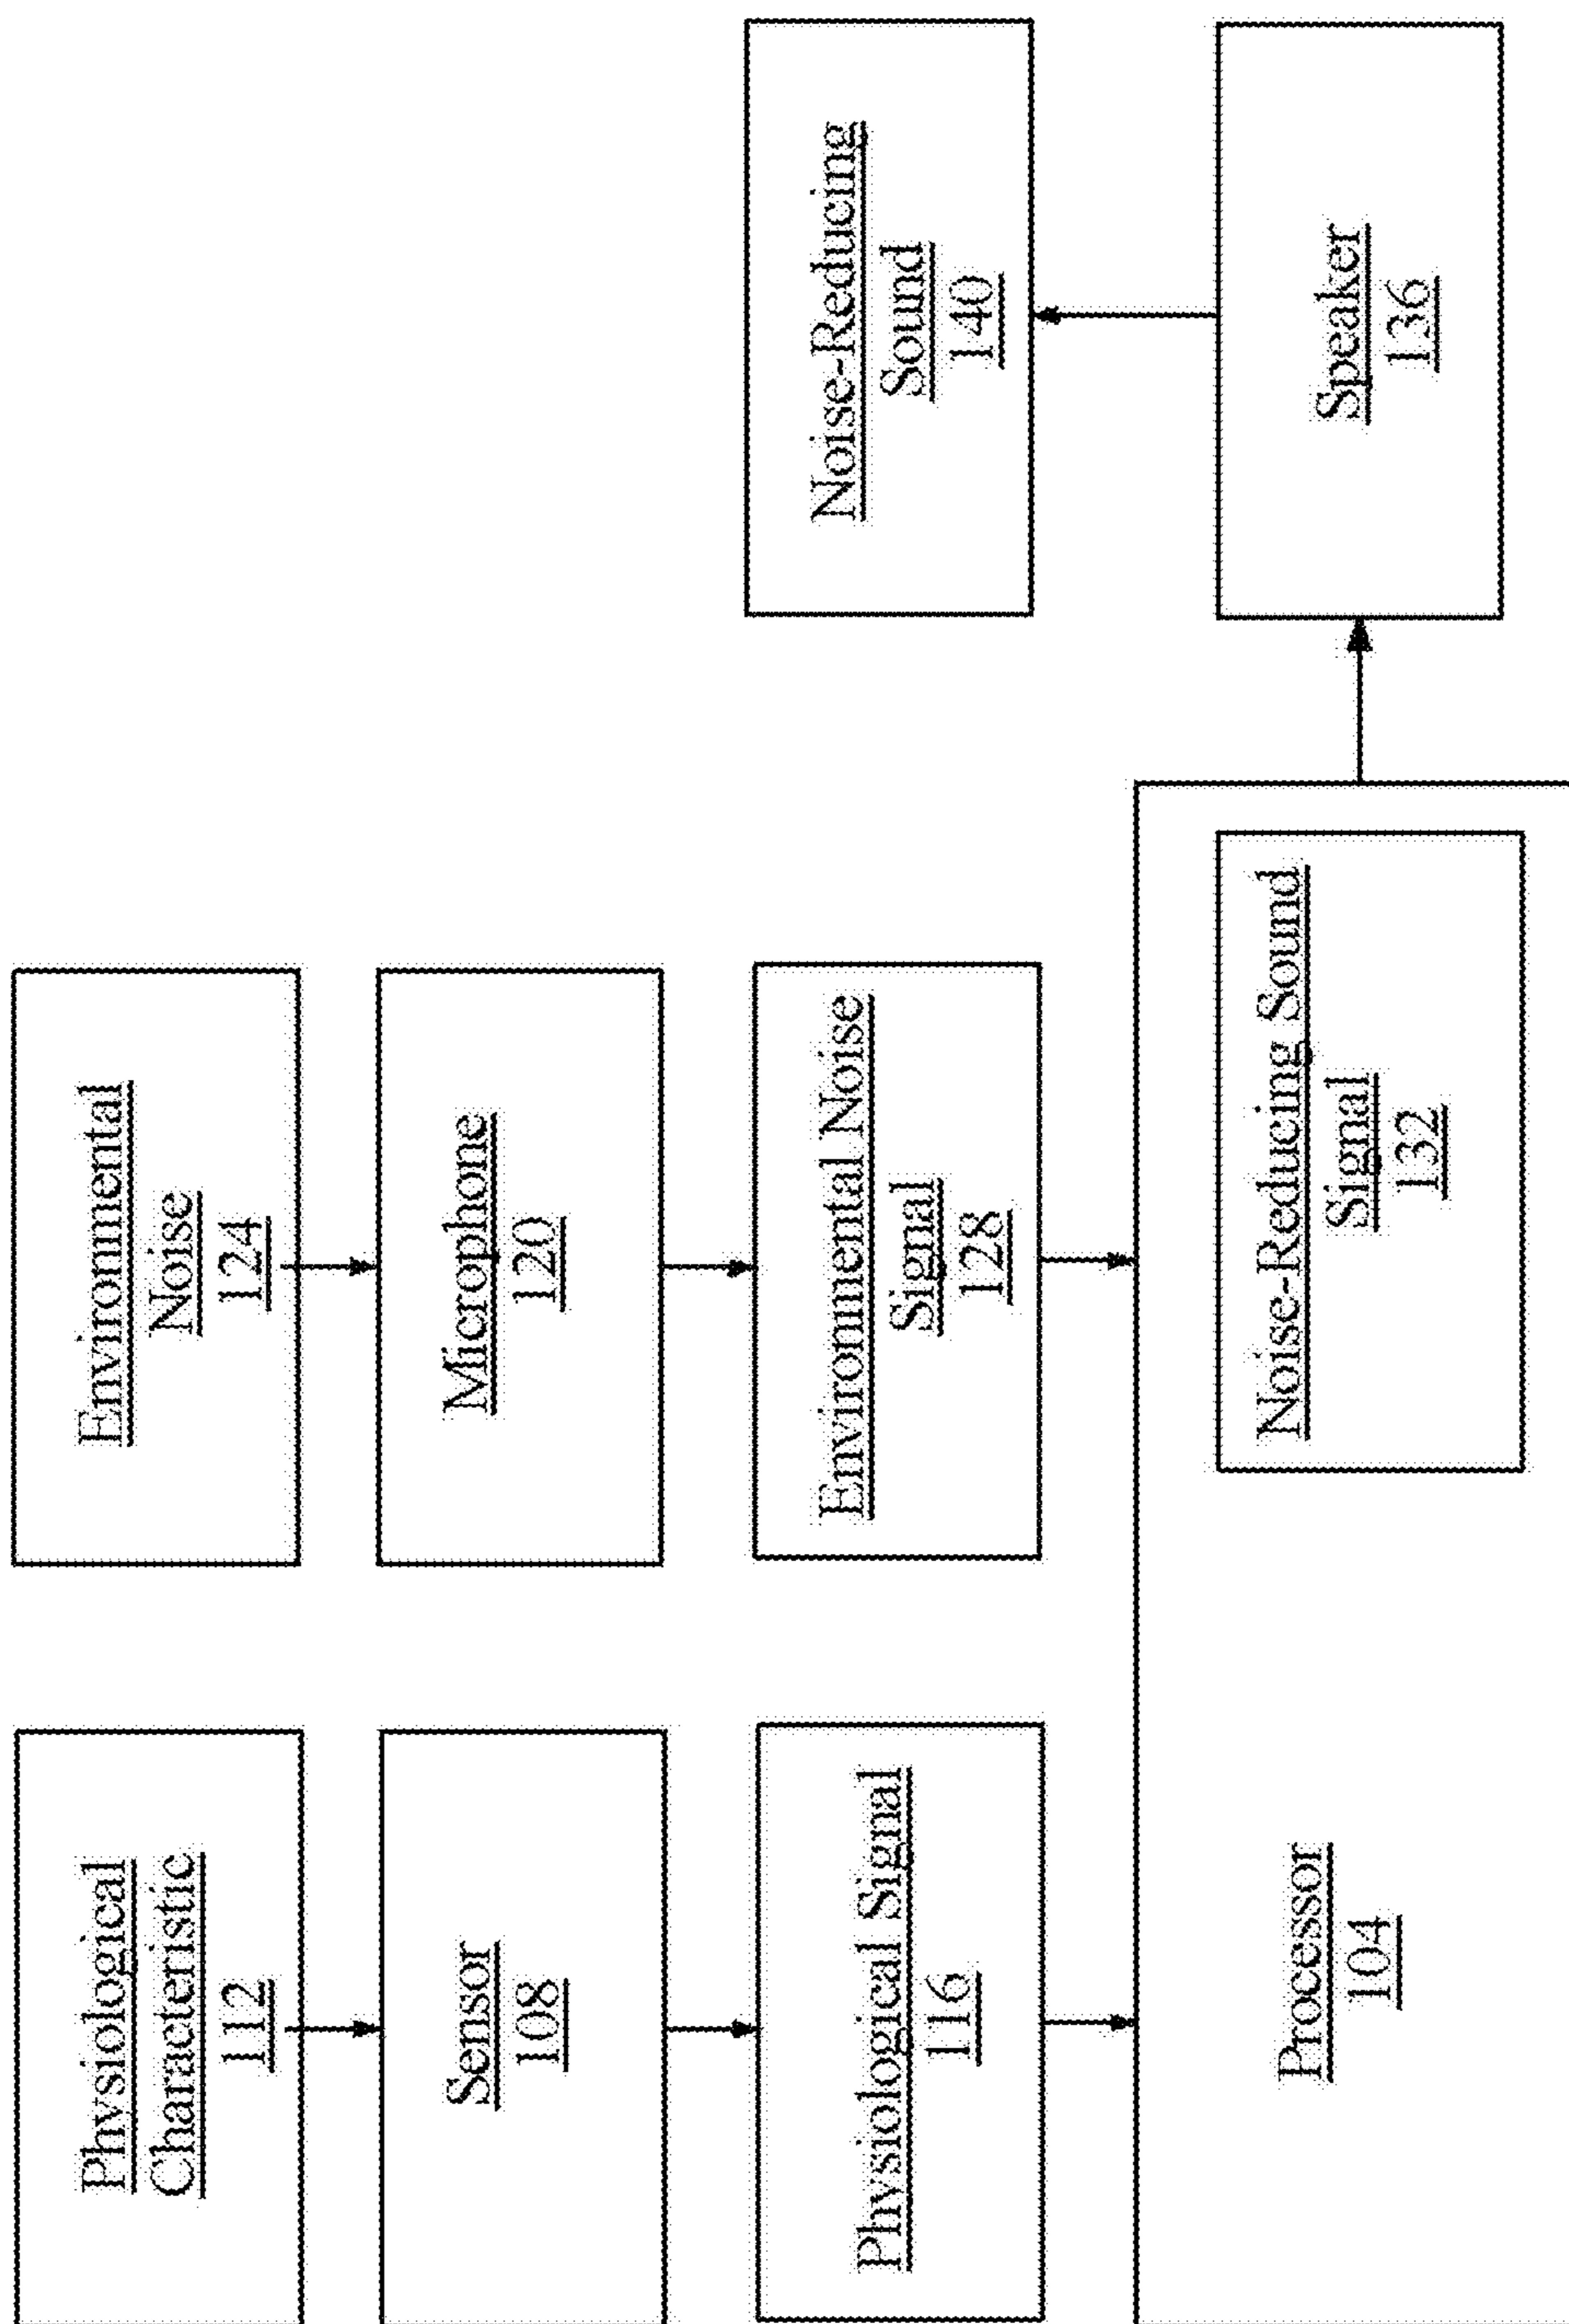 Physiological
Characteristic
112
Sensor
108
Physiological Signal
116
Processor
104
Environmental
Noise
124
Microphone
120
Environmental Noise
Signal
128
Noise-Reducing Sound
Signal
132
Noise-Reducing
Sound
140
Speaker
136